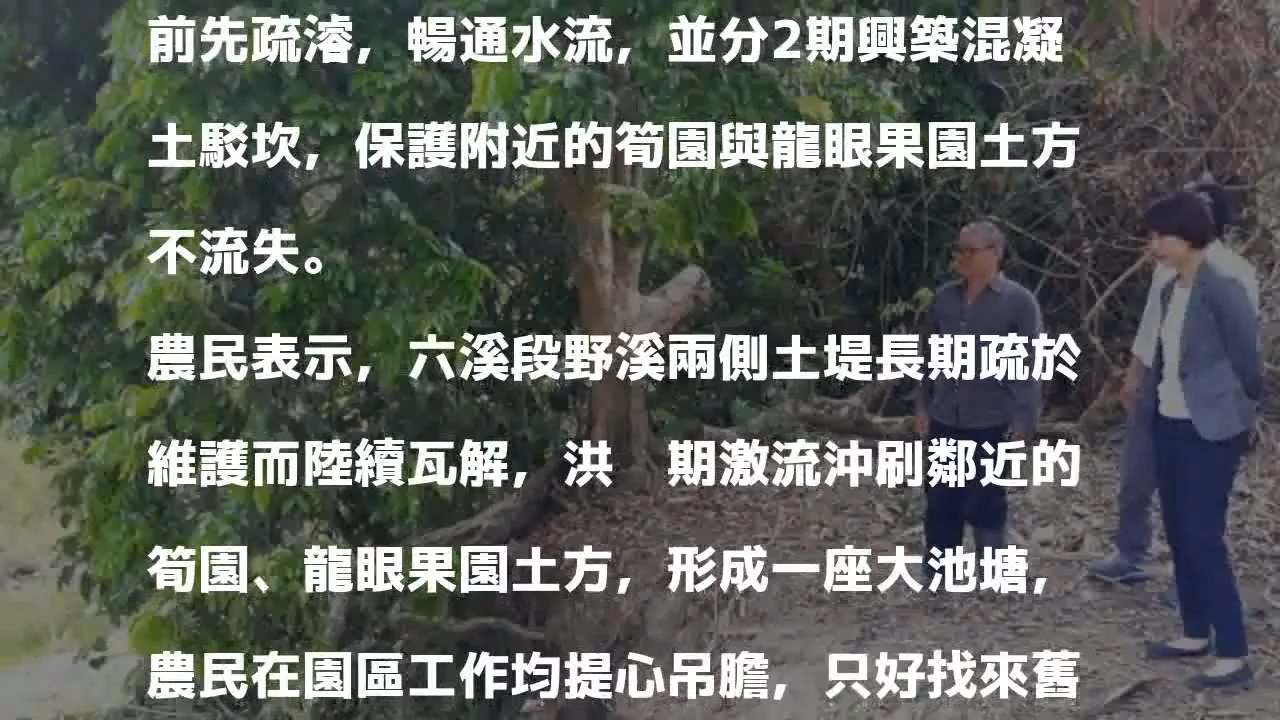 前先疏濬，暢通水流，並分2期興築混凝
土駁坎，保護附近的筍園與龍眼果園土方
不流失。
農民表示，六溪段野溪兩側土堤長期疏於
維護而陸續瓦解，洪　期激流沖刷鄰近的
筍園、龍眼果園土方，形成一座大池塘，
農民在園區工作均提心吊膽，只好找來舊